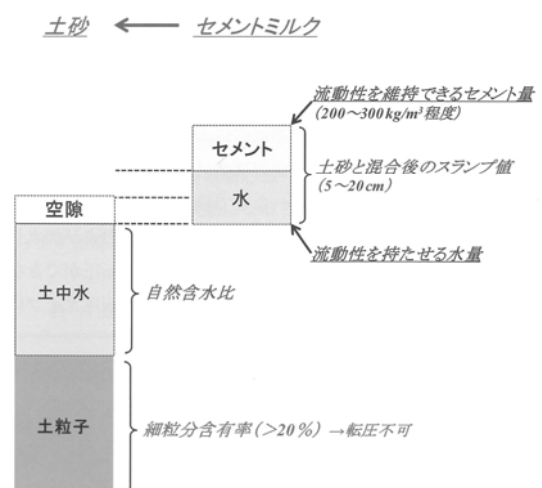 土砂 ← セメントミルク
流動性を維持できるセメント量
(200～300kg/m³程度)
セメント
土砂と混合後のスランプ値
(5～20cm)
水
空隙
流動性を持たせる水量
土中水
自然含水比
土粒子
細粒分含有率(>20%) →転圧不可